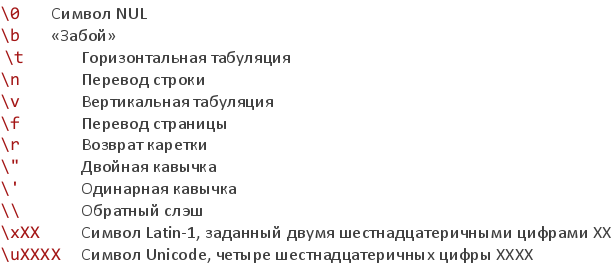 \0 Символ NUL
\b «Забой»
\t Горизонтальная табуляция
\n Перевод строки
\v Вертикальная табуляция
\f Перевод страницы
\r Возврат каретки
\" Двойная кавычка
\' Одинарная кавычка
\\ Обратный слэш
\xXX Символ Latin-1, заданный двумя шестнадцатеричными цифрами XX
\uXXXX Символ Unicode, четыре шестнадцатеричных цифры XXXX